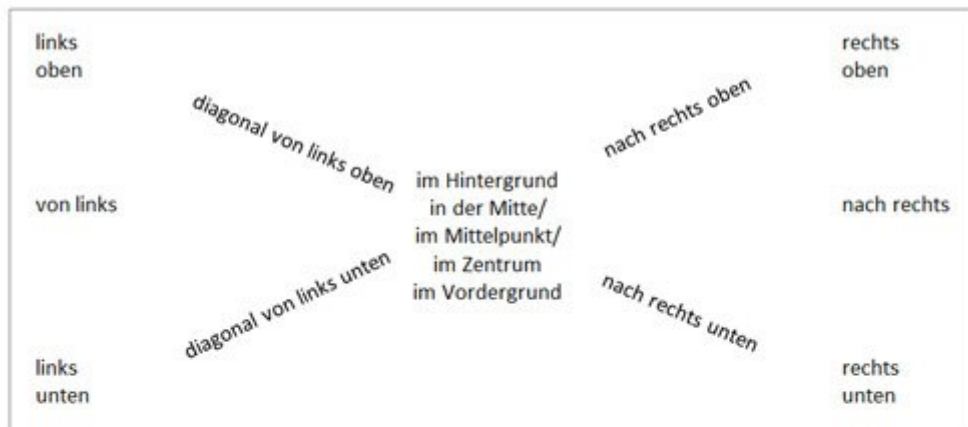 links
oben
rechts
oben
diagonal von links oben
nach rechts oben
von links
im Hintergrund
in der Mitte/
im Mittelpunkt/
im Zentrum
im Vordergrund
nach rechts
diagonal von links unten
nach rechts unten
links
unten
rechts
unten